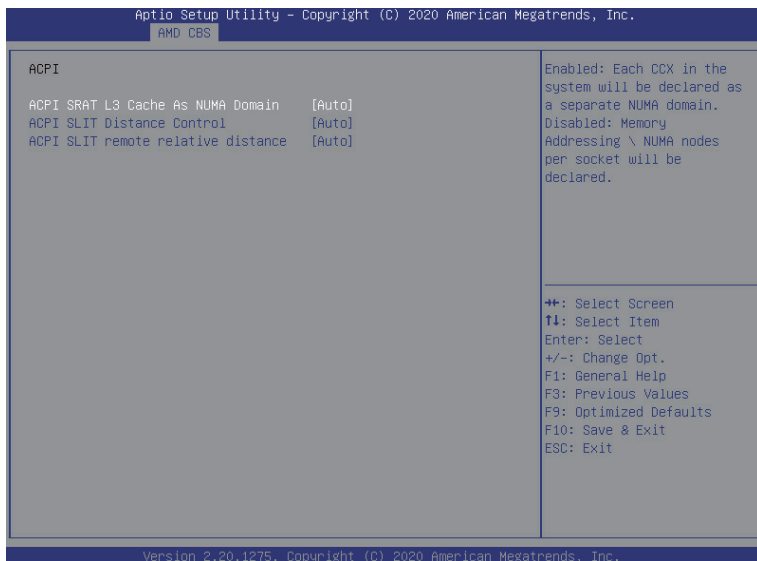 Aptio Setup Utility – Copyright (C) 2020 American Megatrends, Inc.
AMD CBS
ACPI
ACPI SRAT L3 Cache As NUMA Domain [Auto]
ACPI SLIT Distance Control [Auto]
ACPI SLIT remote relative distance [Auto]
Enabled: Each CCX in the
system will be declared as
a separate NUMA domain.
Disabled: Memory
Addressing \ NUMA nodes
per socket will be
declared.
→←: Select Screen
↑↓: Select Item
Enter: Select
+/-: Change Opt.
F1: General Help
F3: Previous Values
F9: Optimized Defaults
F10: Save & Exit
ESC: Exit
Version 2.20.1275. Copyright (C) 2020 American Megatrends, Inc.